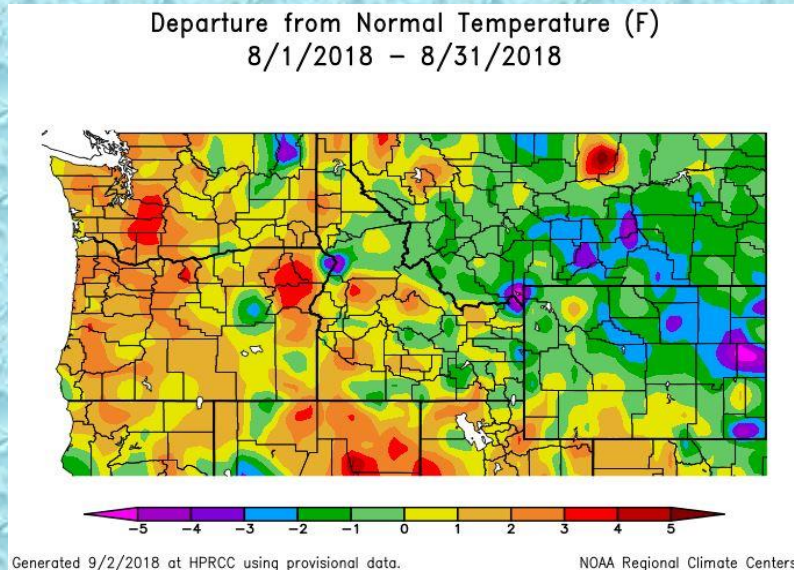 Departure from Normal Temperature (F)
8/1/2018 – 8/31/2018
-5 -4 -3 -2 -1 0 1 2 3 4 5
Generated 9/2/2018 at HPRCC using provisional data. NOAA Regional Climate Centers